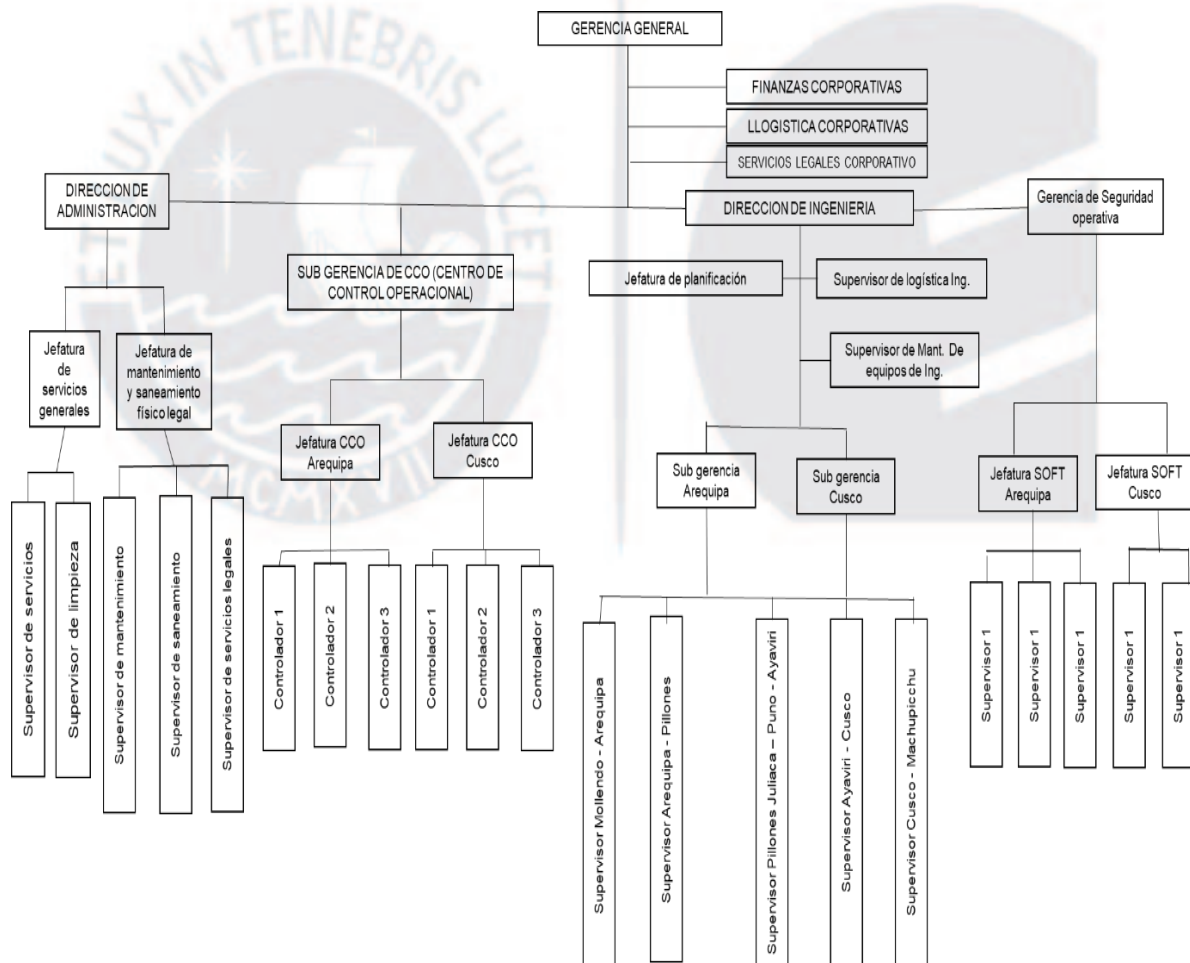 GERENCIA GENERAL
FINANZAS CORPORATIVAS
LLOGISTICA CORPORATIVAS
SERVICIOS LEGALES CORPORATIVO
DIRECCION DE
ADMINISTRACION
DIRECCION DE INGENIERIA
Gerencia de Seguridad
operativa
SUB GERENCIA DE CCO (CENTRO DE
CONTROL OPERACIONAL)
Jefatura de planificación
Supervisor de logística Ing.
Jefatura
de
servicios
generales
Jefatura de
mantenimiento
y saneamiento
físico legal
Supervisor de Mant. De
equipos de Ing.
Jefatura CCO
Arequipa
Jefatura CCO
Cusco
Sub gerencia
Arequipa
Sub gerencia
Cusco
Jefatura SOFT
Arequipa
Jefatura SOFT
Cusco
Supervisor de servicios
Supervisor de limpieza
Supervisor de mantenimiento
Supervisor de saneamiento
Supervisor de servicios legales
Controlador 1
Controlador 2
Controlador 3
Controlador 1
Controlador 2
Controlador 3
Supervisor Mollendo - Arequipa
Supervisor Arequipa - Pillones
Supervisor Pillones Juliaca – Puno - Ayaviri
Supervisor Ayaviri - Cusco
Supervisor Cusco - Machupicchu
Supervisor 1
Supervisor 1
Supervisor 1
Supervisor 1
Supervisor 1
ET LUX IN TENEBRIS LUCET
MCMXVII